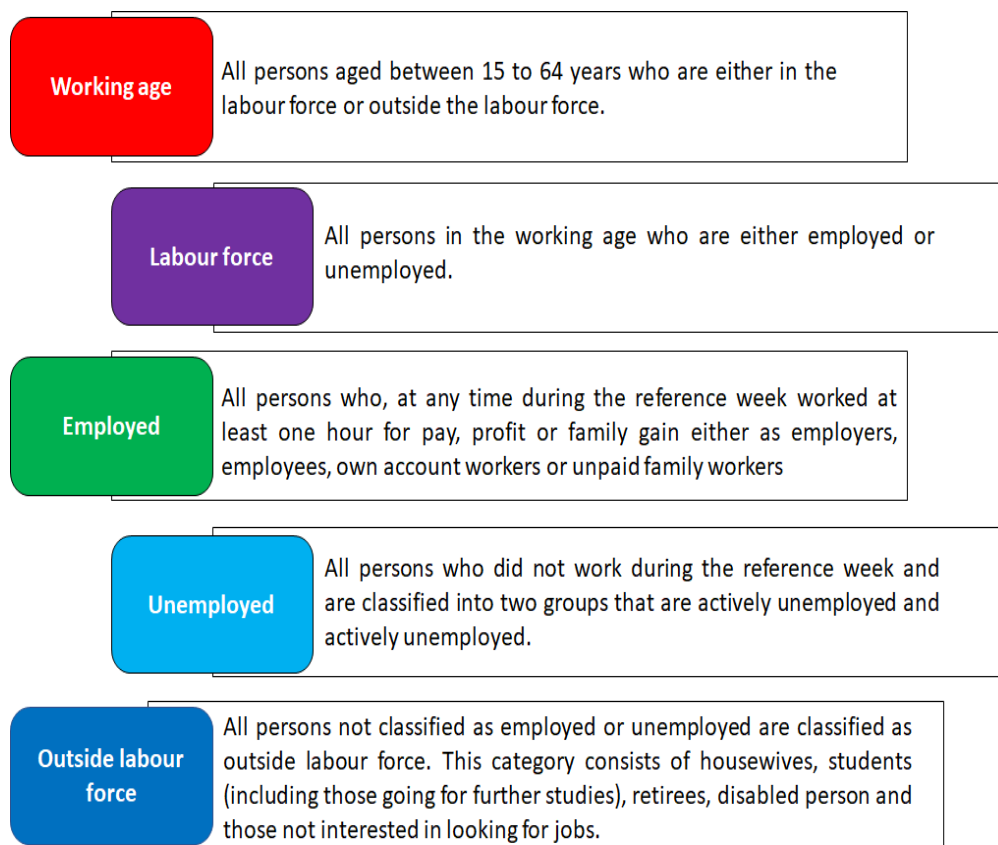 Working age
All persons aged between 15 to 64 years who are either in the
labour force or outside the labour force.
Labour force
All persons in the working age who are either employed or
unemployed.
Employed
All persons who, at any time during the reference week worked at
least one hour for pay, profit or family gain either as employers,
employees, own account workers or unpaid family workers
Unemployed
All persons who did not work during the reference week and
are classified into two groups that are actively unemployed and
actively unemployed.
Outside labour
force
All persons not classified as employed or unemployed are classified as
outside labour force. This category consists of housewives, students
(including those going for further studies), retirees, disabled person and
those not interested in looking for jobs.